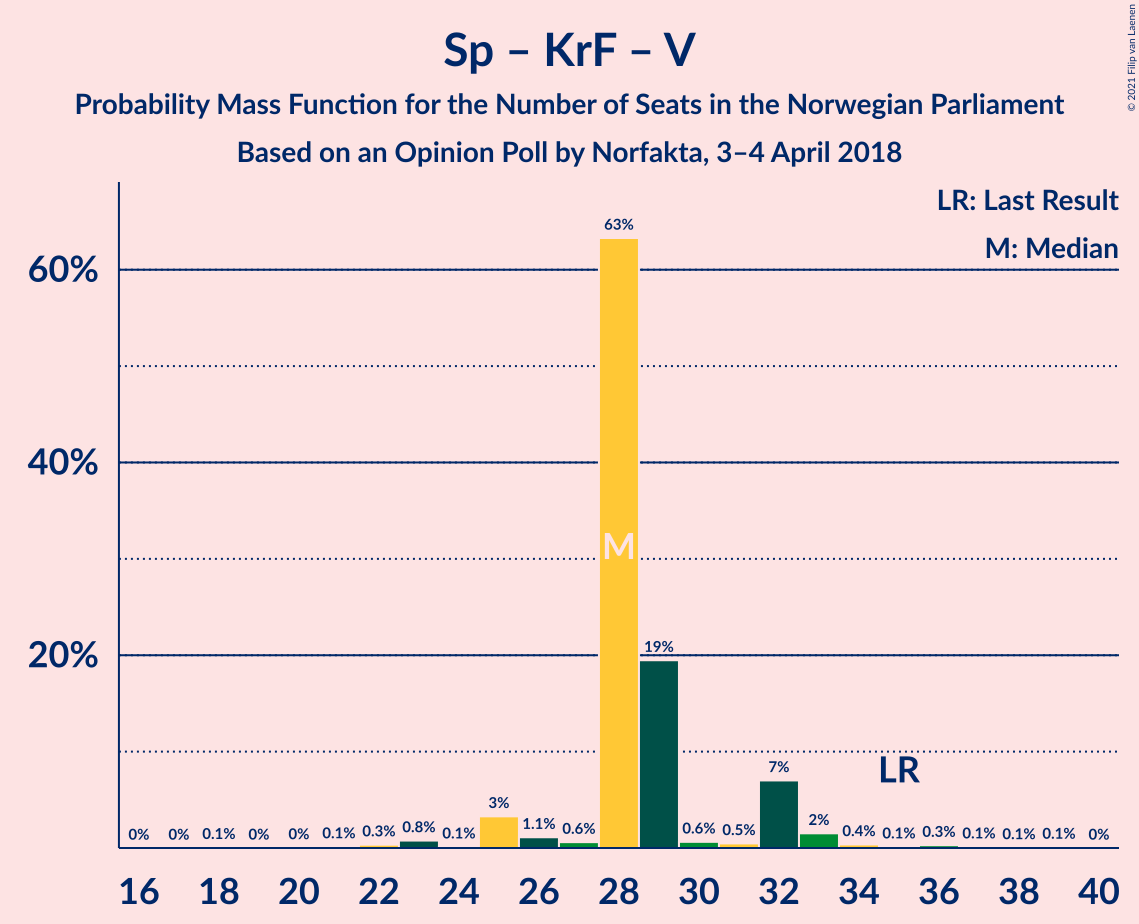 Sp – KrF – V
Probability Mass Function for the Number of Seats in the Norwegian Parliament
Based on an Opinion Poll by Norfakta, 3–4 April 2018
© 2021 Filip van Laenen
LR: Last Result
M: Median
60%
40%
20%
0% 0% 0.1% 0% 0% 0.1% 0.3% 0.8% 0.1% 3% 1.1% 0.6% 63% 19% 0.6% 0.5% 7% 2% 0.4% 0.1% 0.3% 0.1% 0.1% 0.1% 0%
M
LR
16 18 20 22 24 26 28 30 32 34 36 38 40